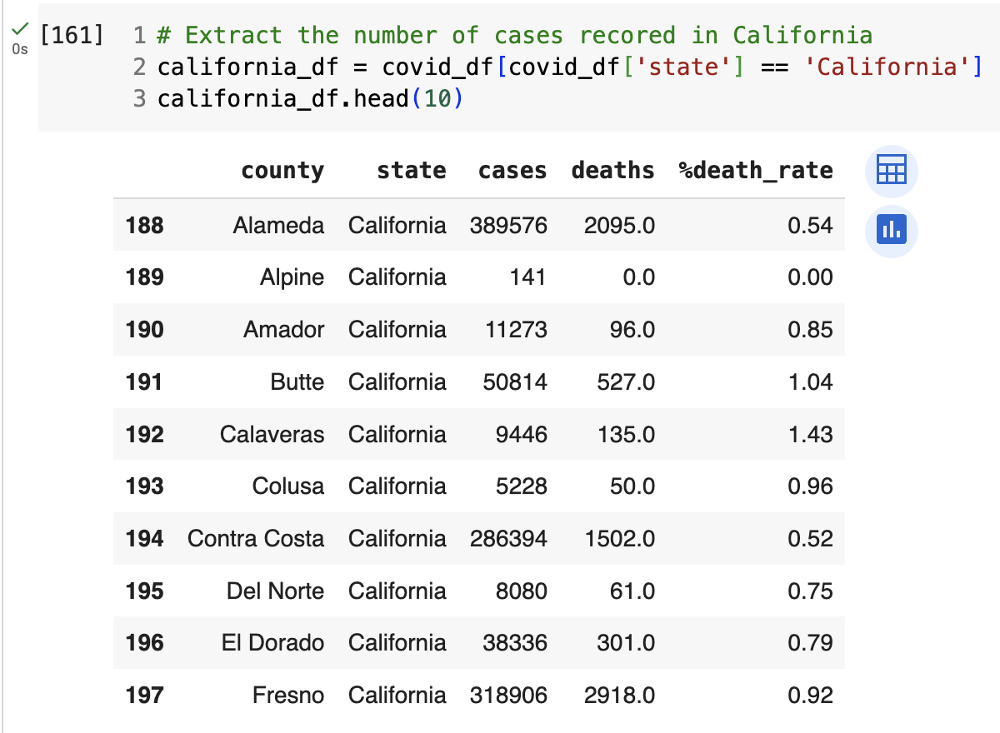 [161] 1 # Extract the number of cases recored in California
0s 2 california_df = covid_df[covid_df['state'] == 'California']
3 california_df.head(10)
county state cases deaths %death_rate
188 Alameda California 389576 2095.0 0.54
189 Alpine California 141 0.0 0.00
190 Amador California 11273 96.0 0.85
191 Butte California 50814 527.0 1.04
192 Calaveras California 9446 135.0 1.43
193 Colusa California 5228 50.0 0.96
194 Contra Costa California 286394 1502.0 0.52
195 Del Norte California 8080 61.0 0.75
196 El Dorado California 38336 301.0 0.79
197 Fresno California 318906 2918.0 0.92